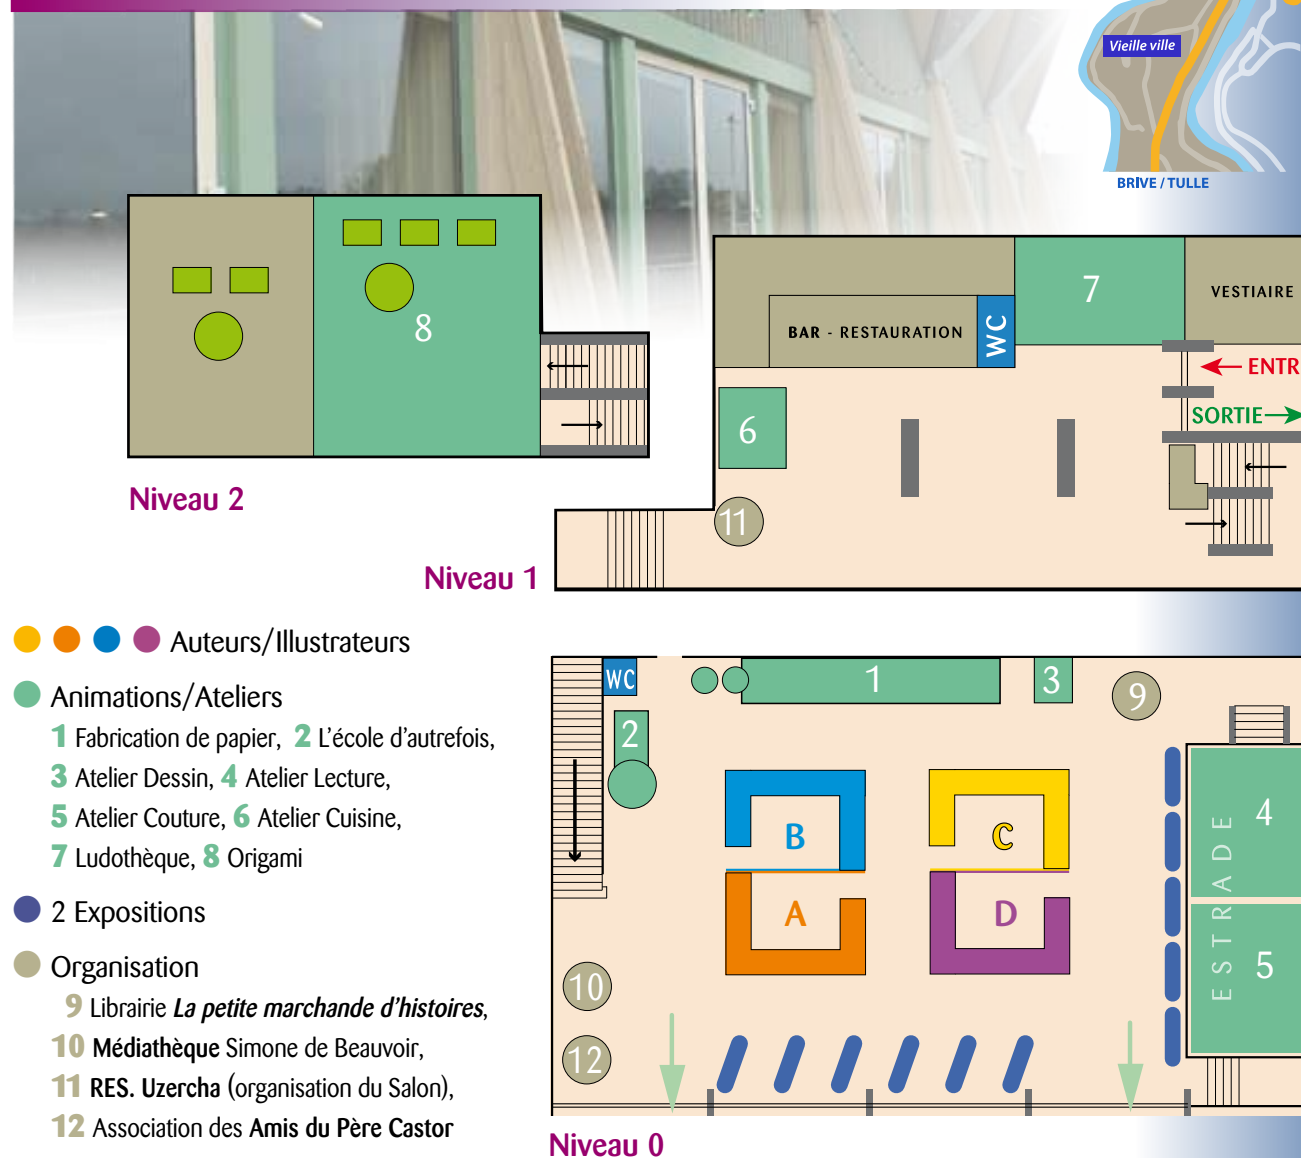 Vieille ville
BRIVE / TULLE
8
Niveau 2
BAR - RESTAURATION
WC
7
VESTIAIRE
ENTR
SORTIE
6
11
Niveau 1
Auteurs/Illustrateurs
Animations/Ateliers
1 Fabrication de papier, 2 L'école d'autrefois,
3 Atelier Dessin, 4 Atelier Lecture,
5 Atelier Couture, 6 Atelier Cuisine,
7 Ludothèque, 8 Origami
2 Expositions
Organisation
9 Librairie La petite marchande d'histoires,
10 Médiathèque Simone de Beauvoir,
11 RES. Uzercha (organisation du Salon),
12 Association des Amis du Père Castor
WC
1
3
9
2
B
C
A
D
4
ESTRADE
5
10
12
Niveau 0